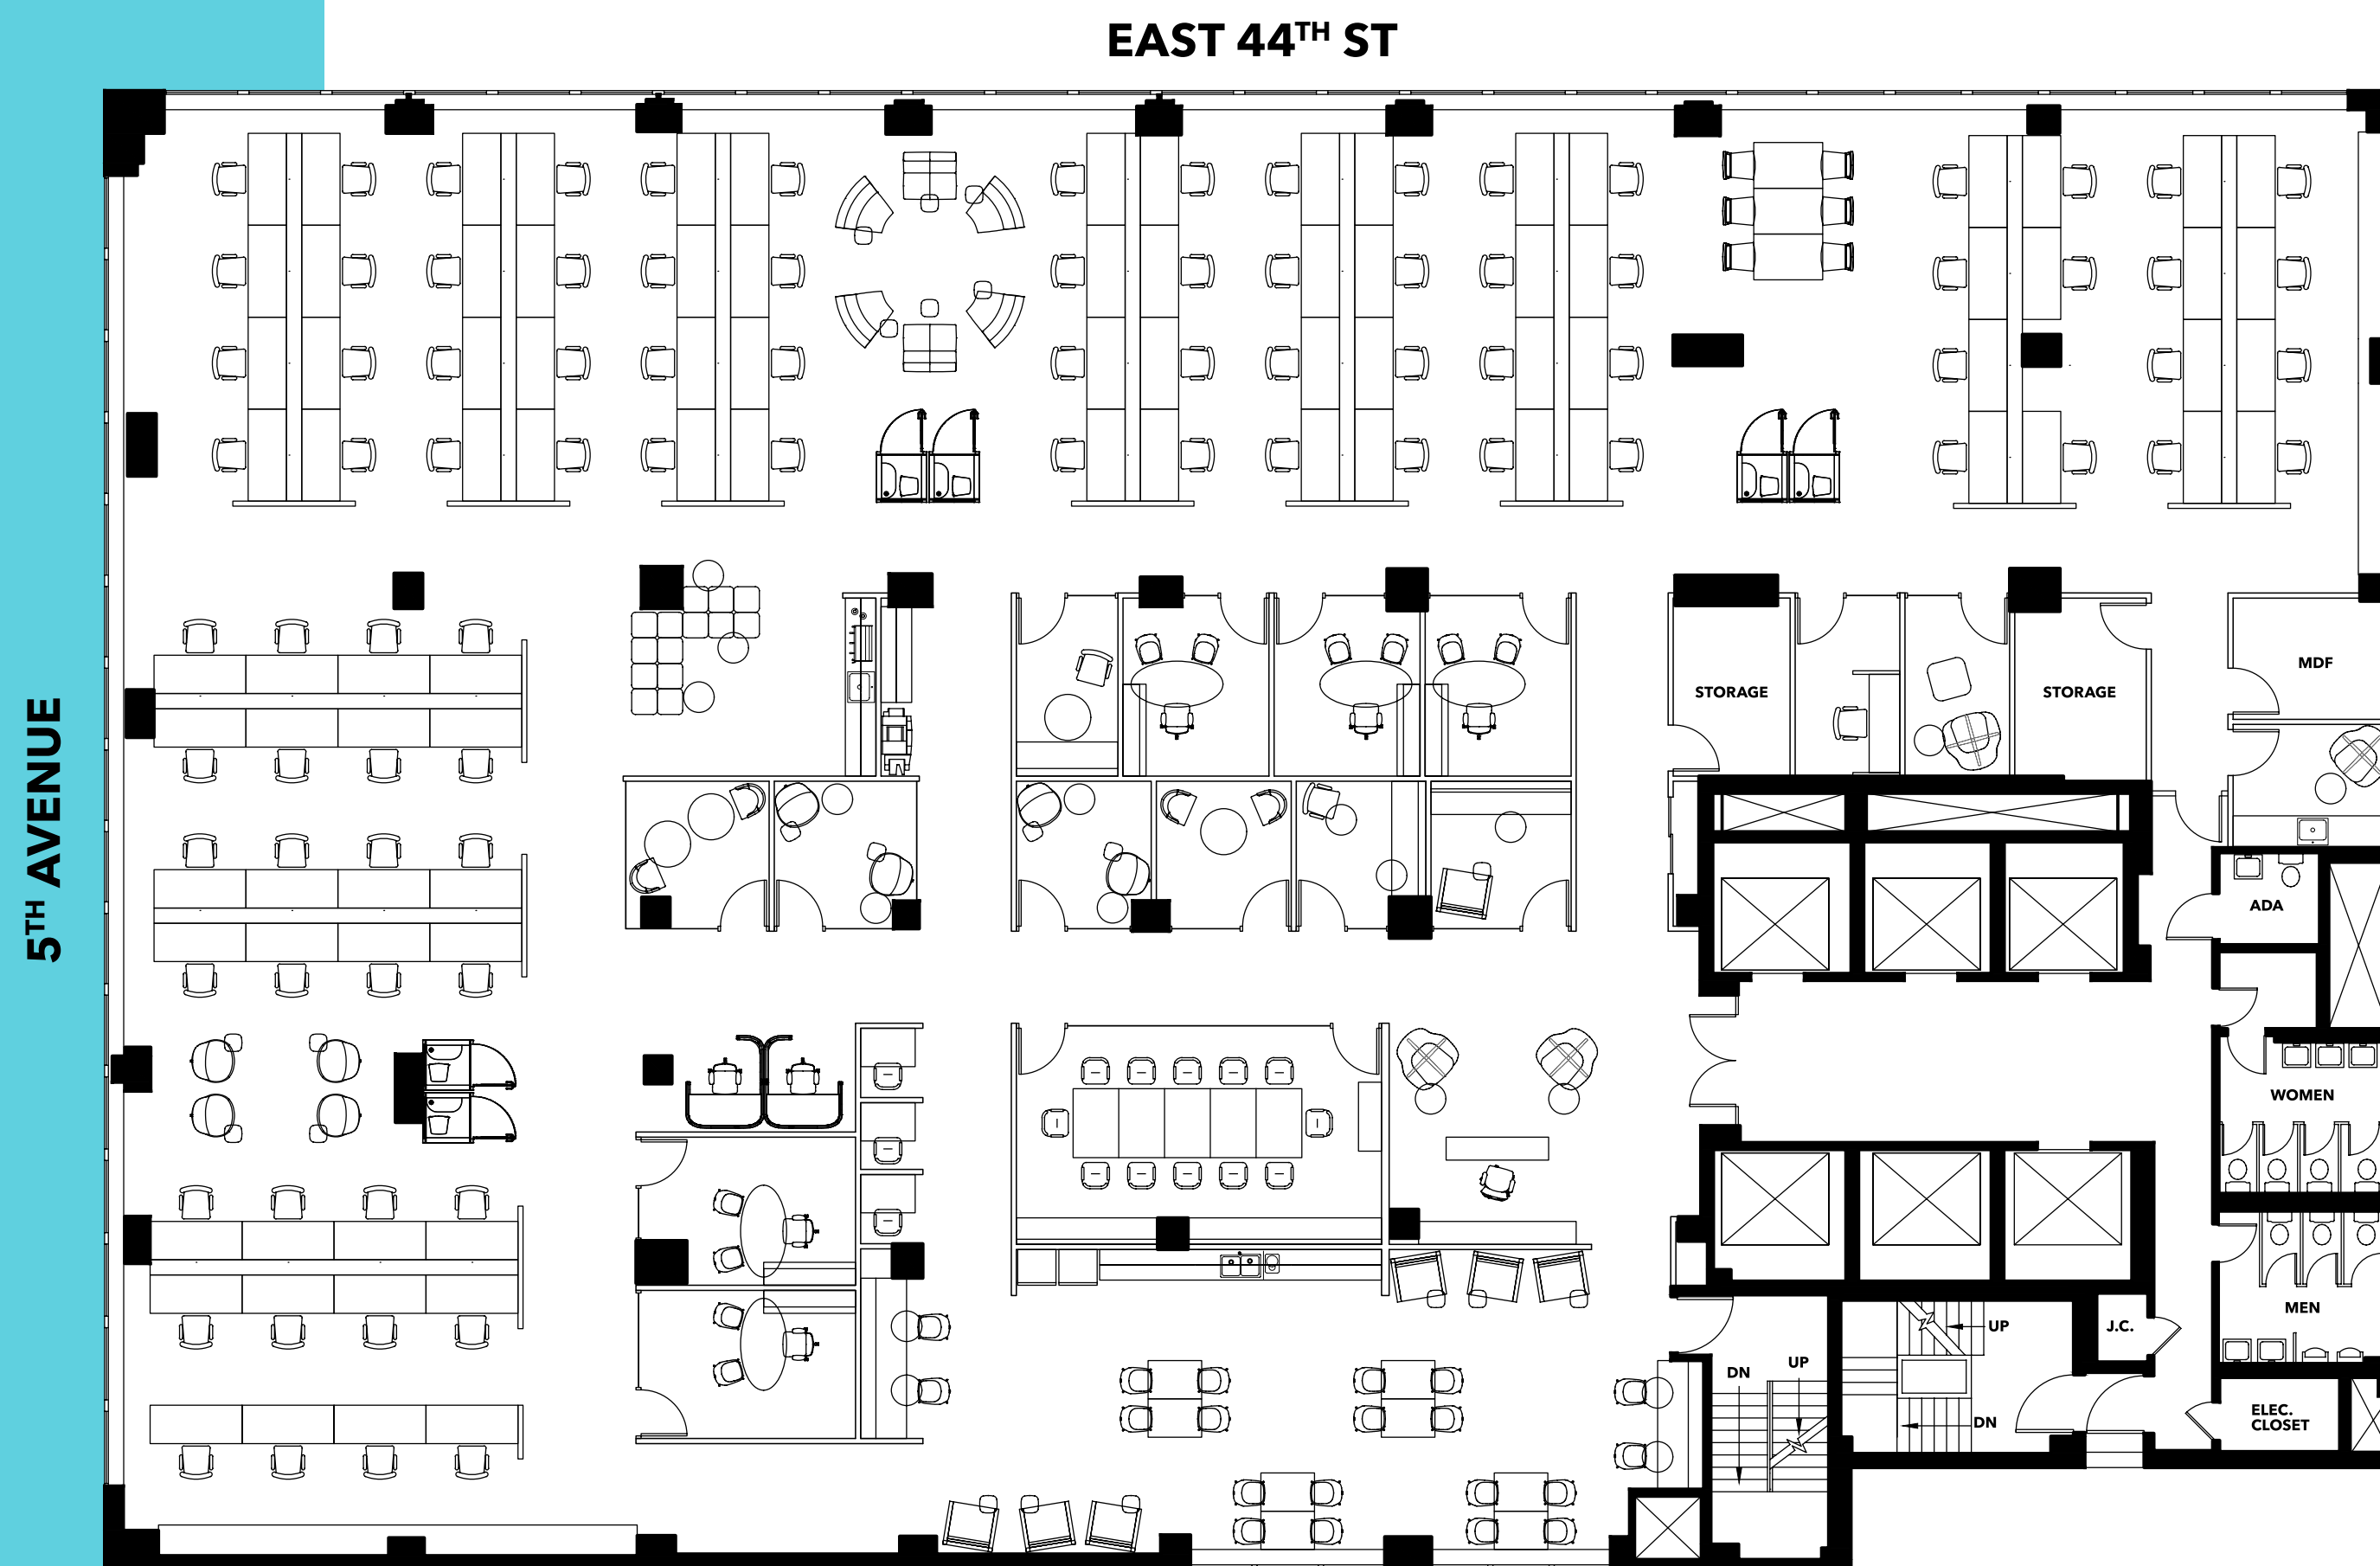 EAST 44TH ST
5TH AVENUE
MDF
STORAGE
STORAGE
ADA
WOMEN
MEN
UP
J.C.
UP
DN
DN
ELEC.
CLOSET